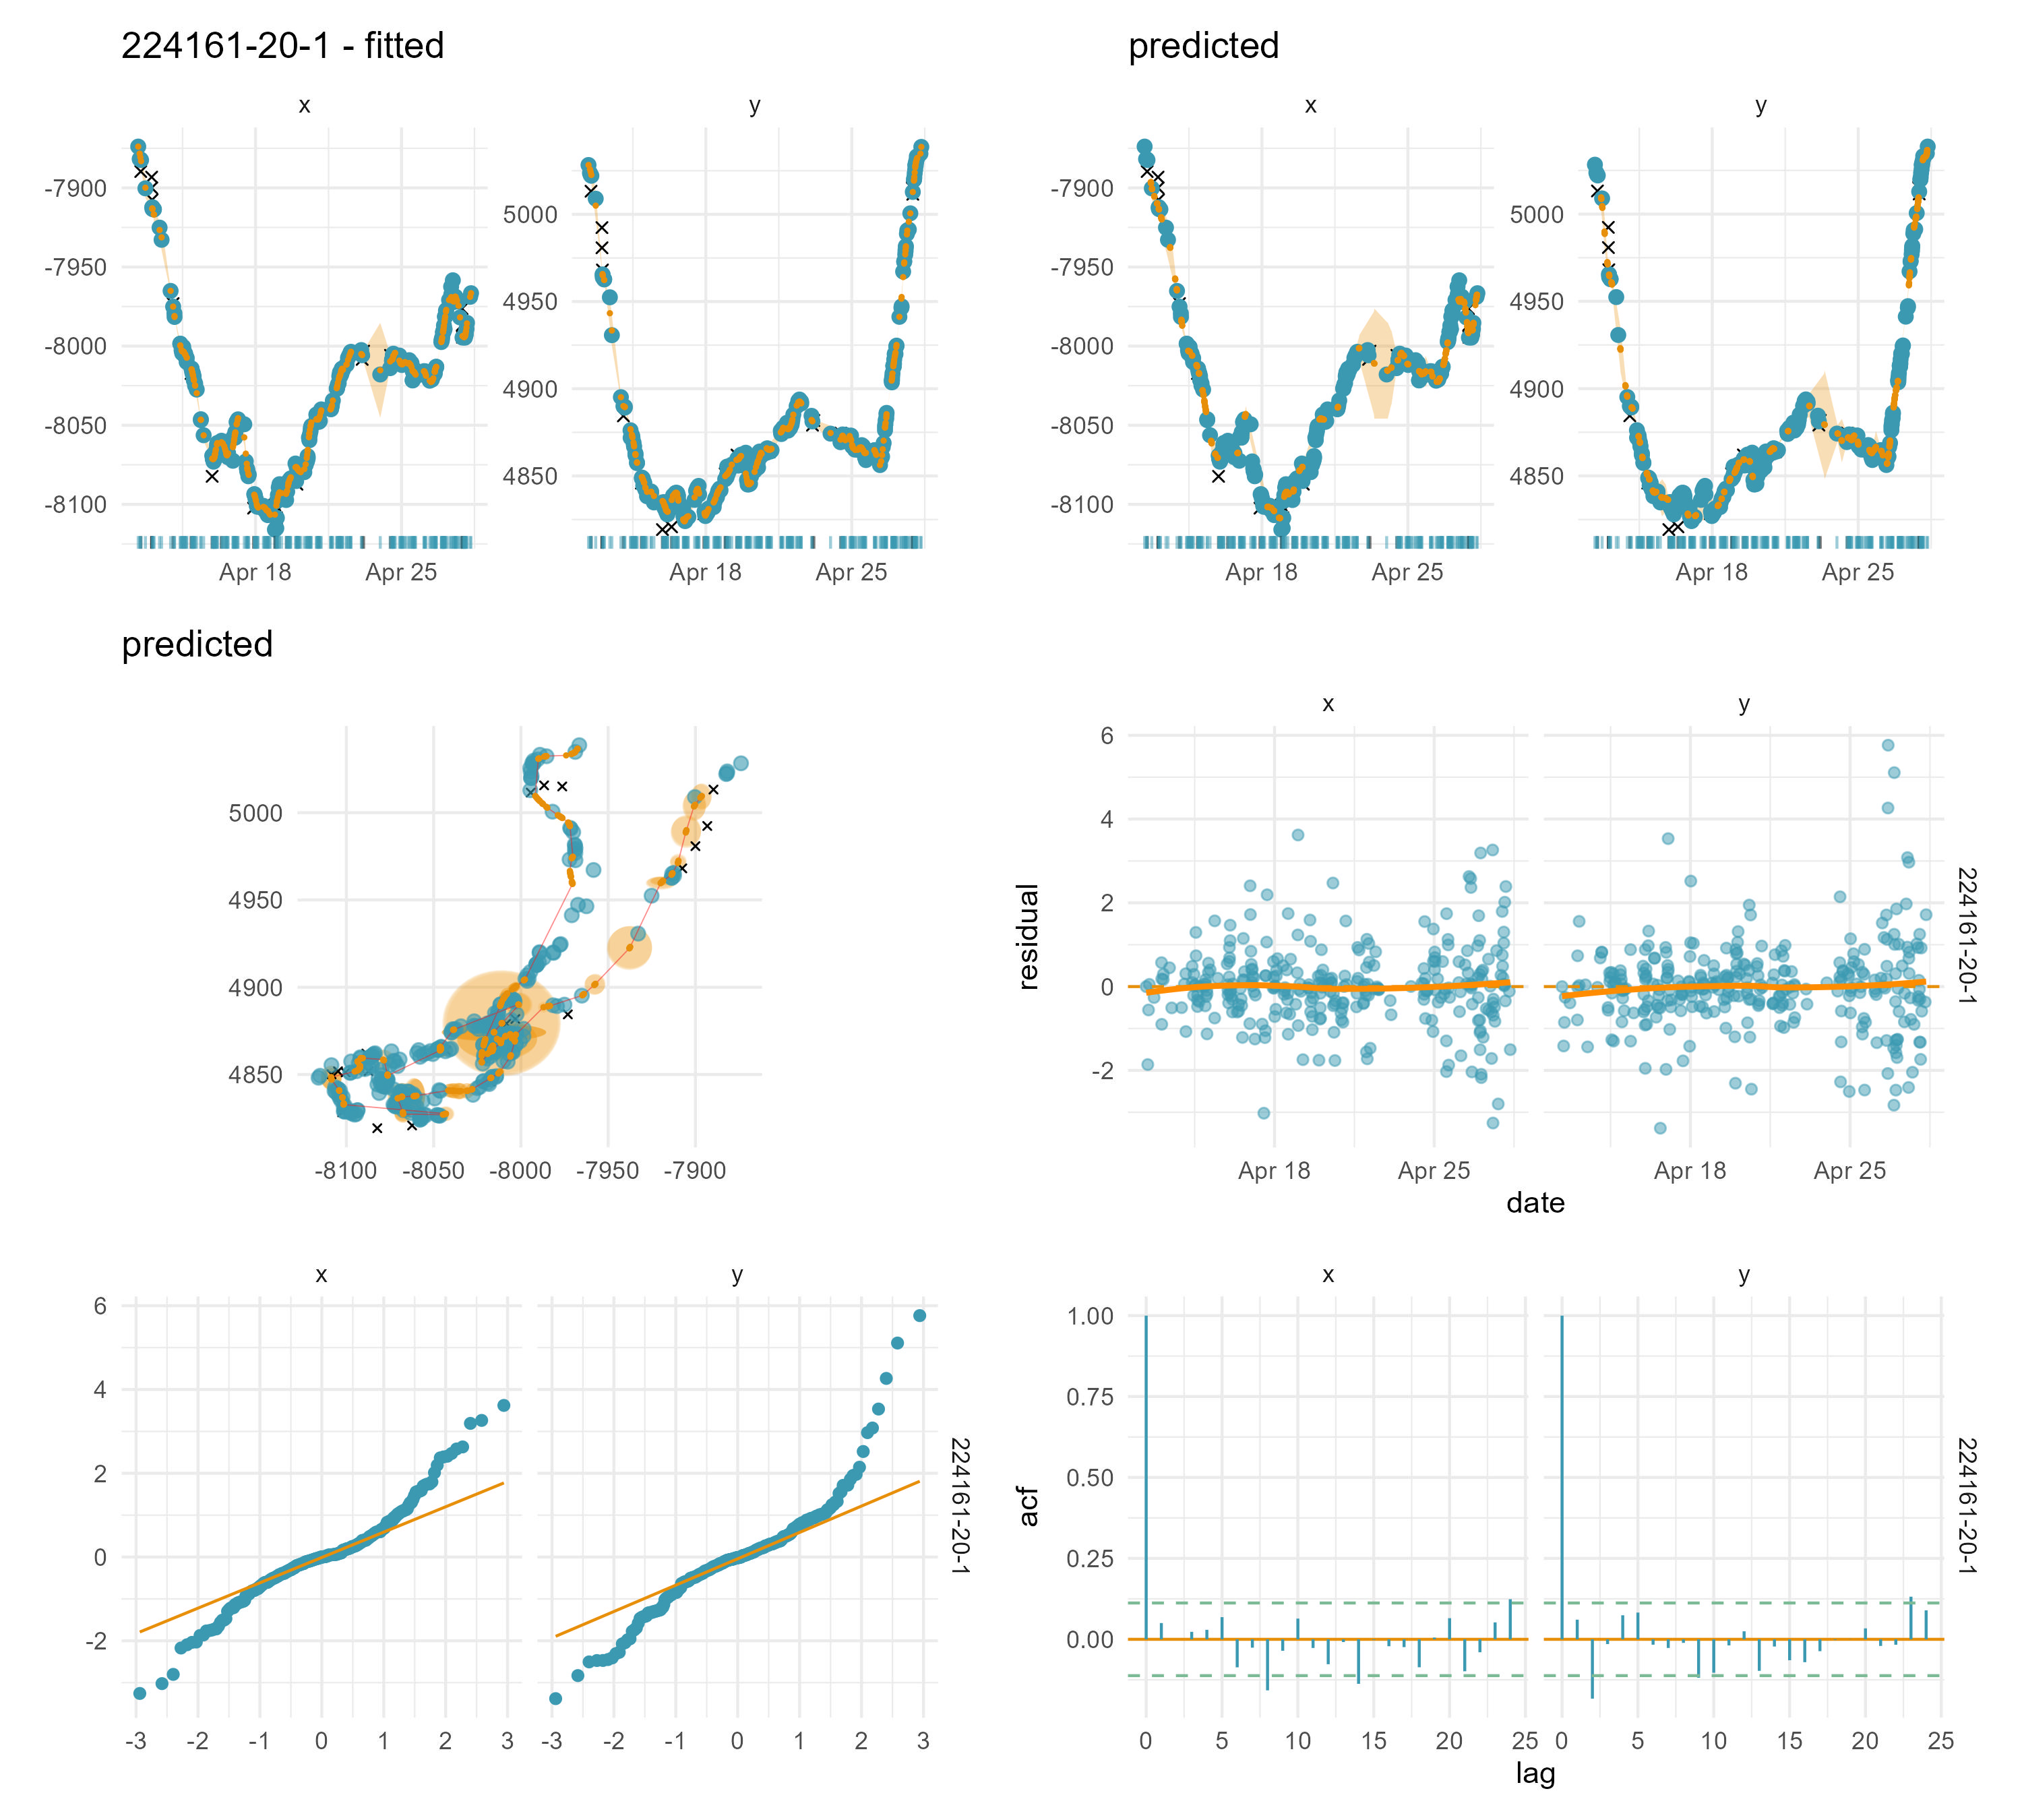 224161-20-1 - fitted
predicted
x
y
x
y
-7900
-7950
-8000
-8050
-8100
5000
4950
4900
4850
-7900
-7950
-8000
-8050
-8100
5000
4950
4900
4850
Apr 18
Apr 25
Apr 18
Apr 25
Apr 18
Apr 25
Apr 18
Apr 25
predicted
5000
4950
4900
4850
-8100
-8050
-8000
-7950
-7900
x
y
residual
6
4
2
0
-2
224161-20-1
Apr 18
Apr 25
Apr 18
Apr 25
date
x
y
6
4
2
0
-2
224161-20-1
-3
-2
-1
0
1
2
3
-3
-2
-1
0
1
2
3
x
y
acf
1.00
0.75
0.50
0.25
0.00
224161-20-1
0
5
10
15
20
25
0
5
10
15
20
25
lag